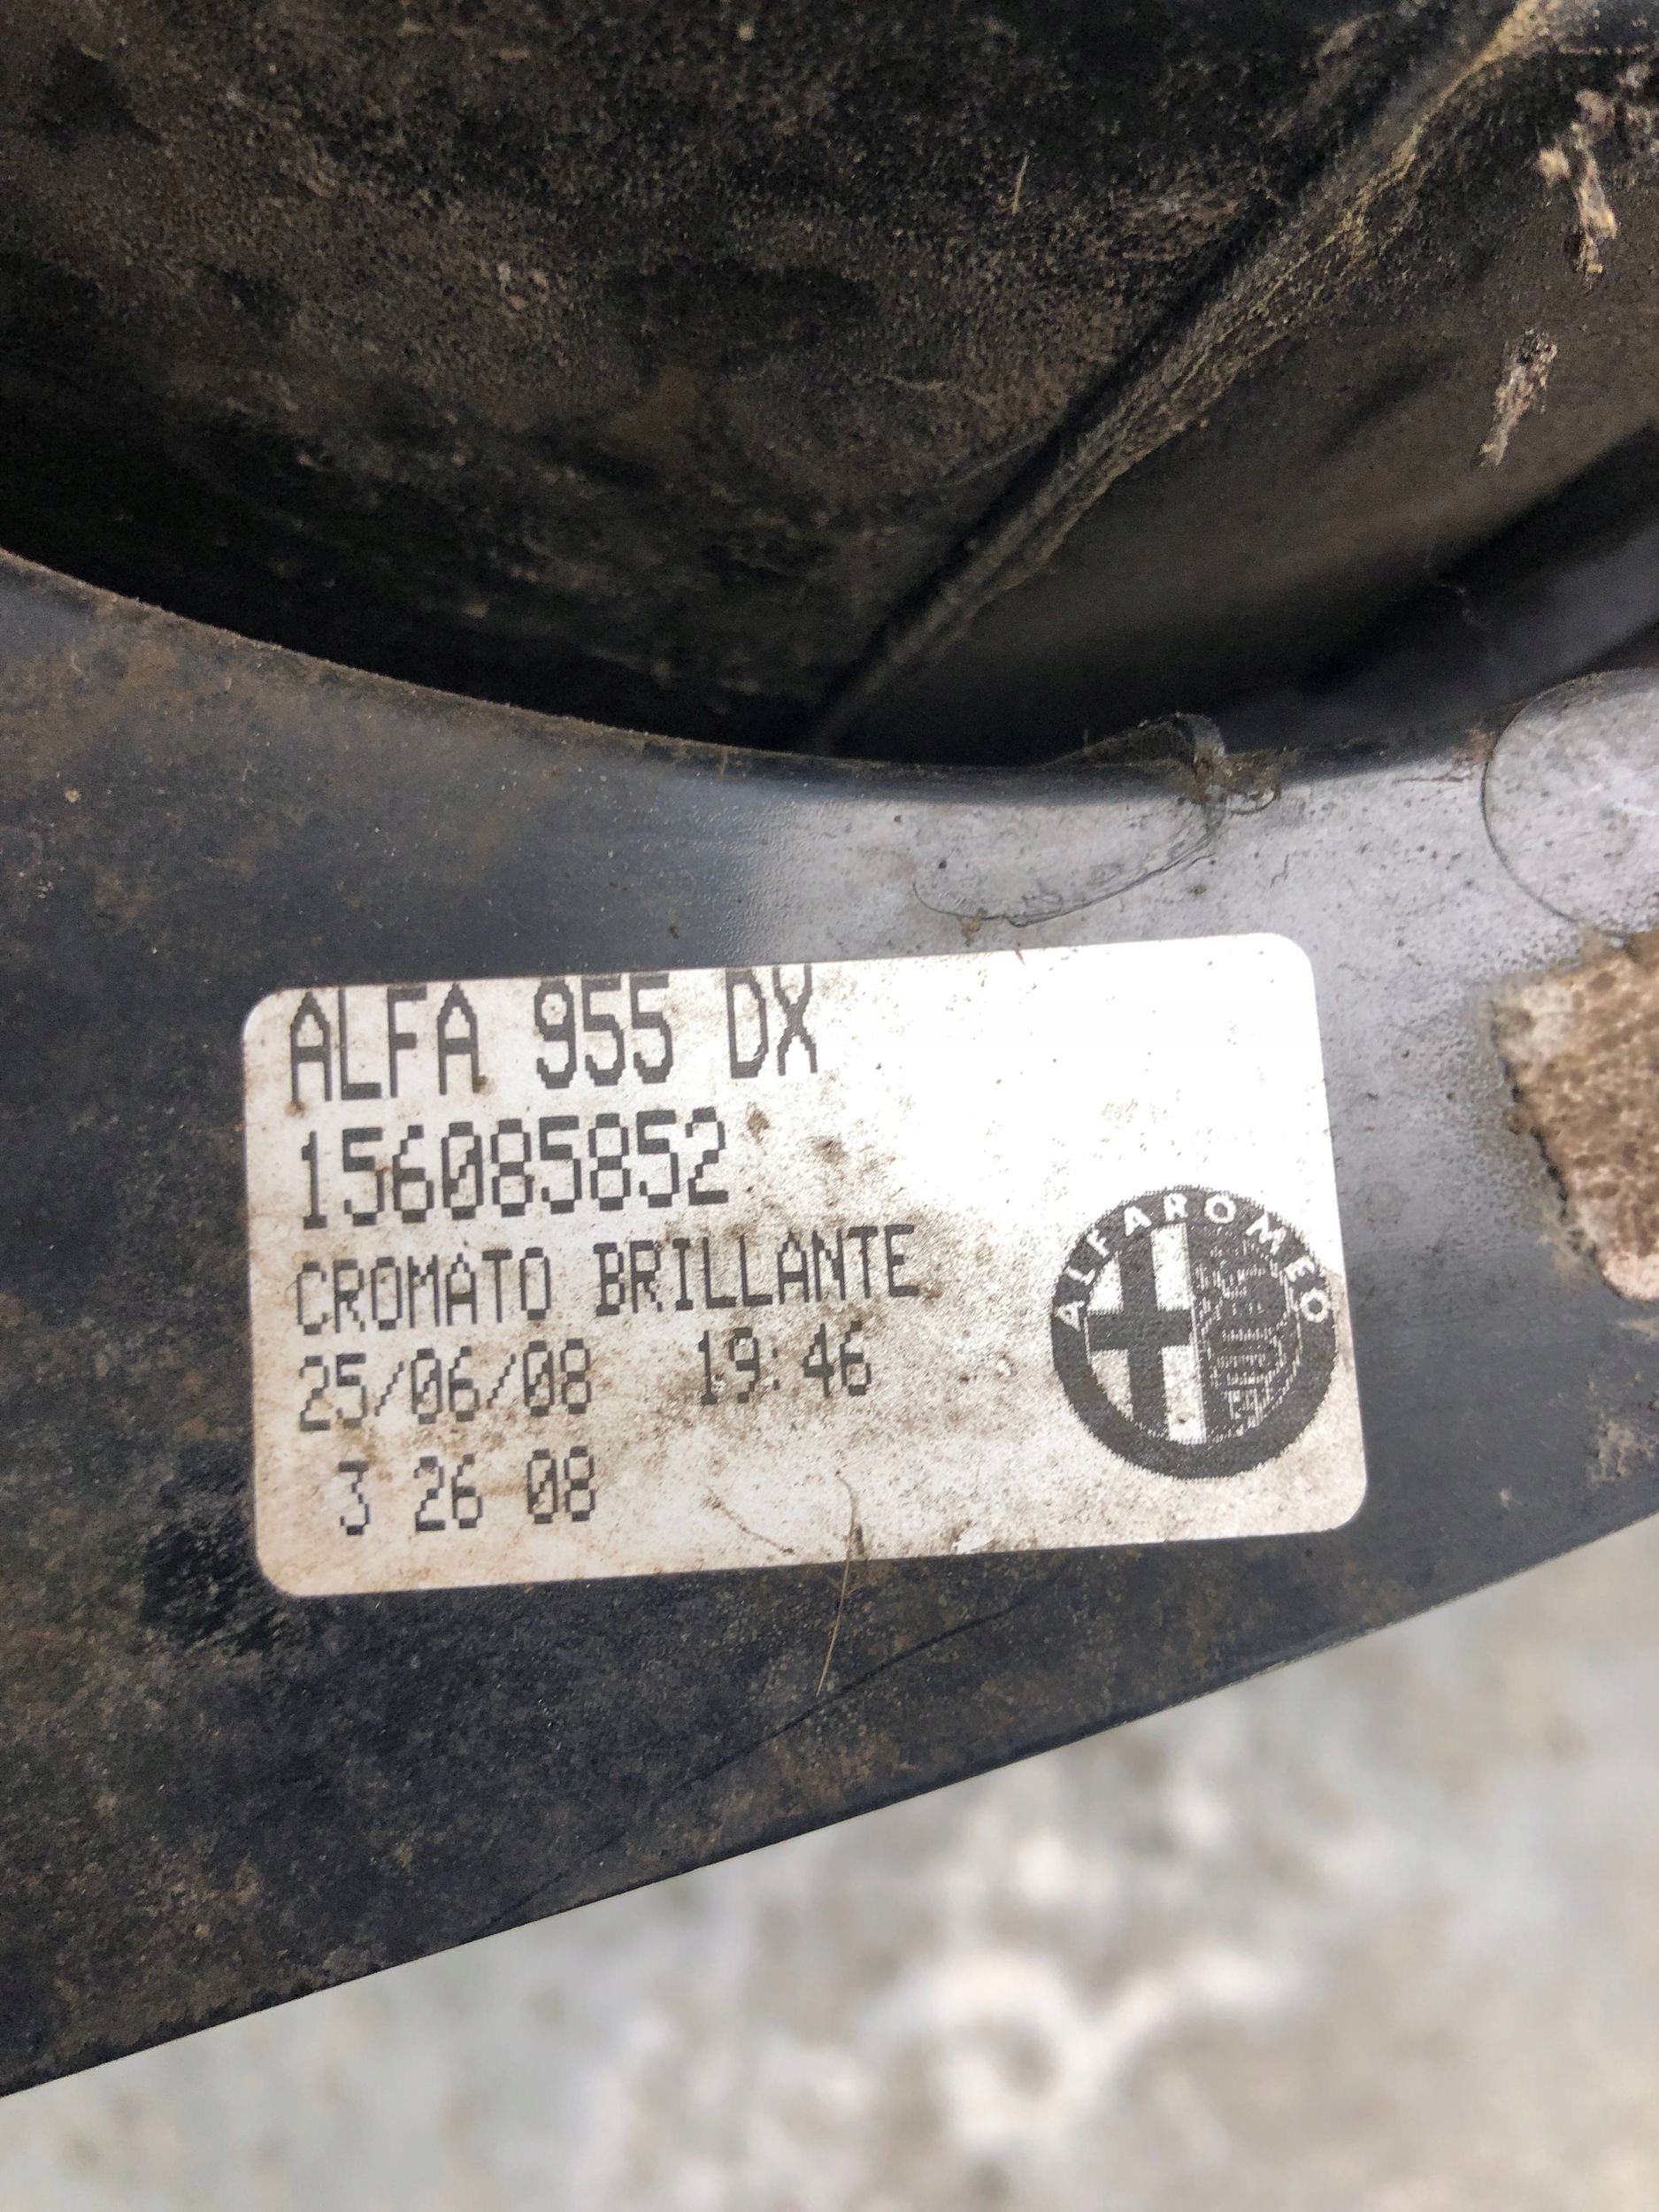 ALFA 955 DX
156085852
CROMATO BRILLANTE
25/06/08 19:46
3 26 08
ALFA ROMEO